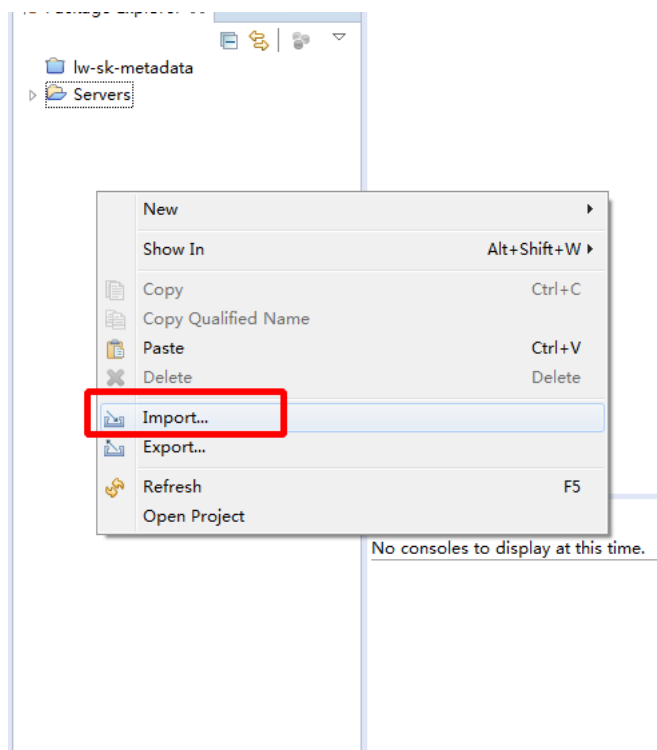 lw-sk-metadata
Servers
New
Show In Alt+Shift+W
Copy Ctrl+C
Copy Qualified Name
Paste Ctrl+V
Delete Delete
Import...
Export...
Refresh F5
Open Project
No consoles to display at this time.